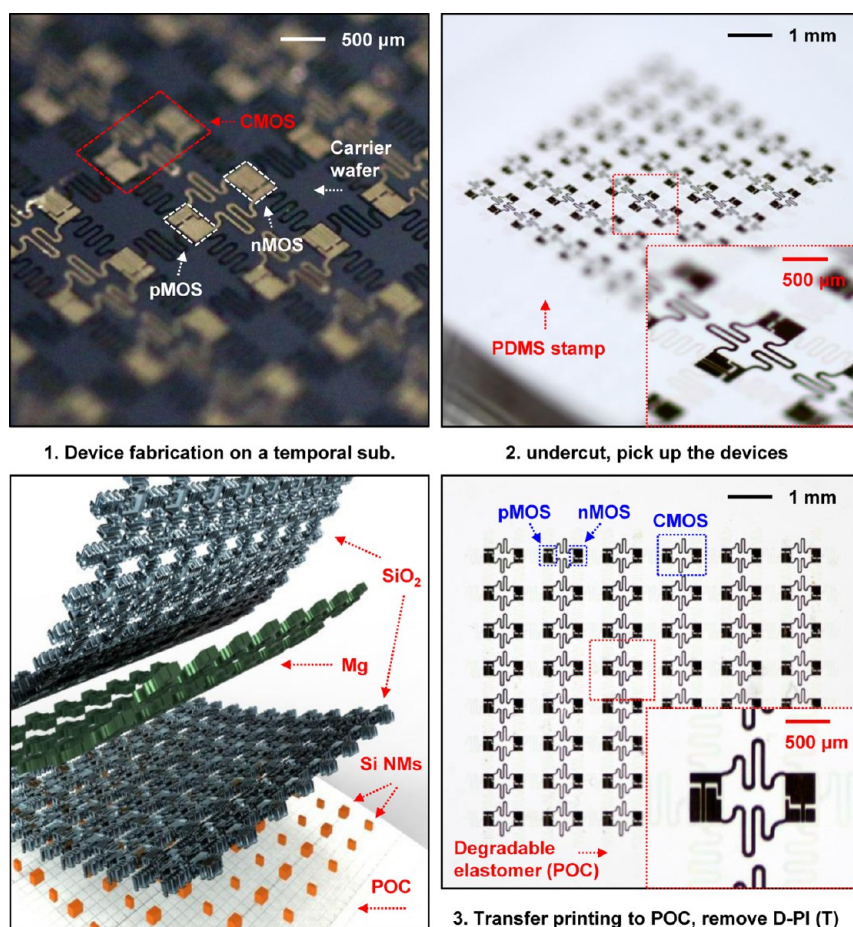 500 µm
CMOS
Carrier
wafer
nMOS
pMOS
1. Device fabrication on a temporal sub.
1 mm
500 µm
PDMS stamp
2. undercut, pick up the devices
SiO2
Mg
Si NMs
POC
1 mm
pMOS
nMOS
CMOS
500 µm
Degradable
elastomer (POC)
3. Transfer printing to POC, remove D-PI (T)